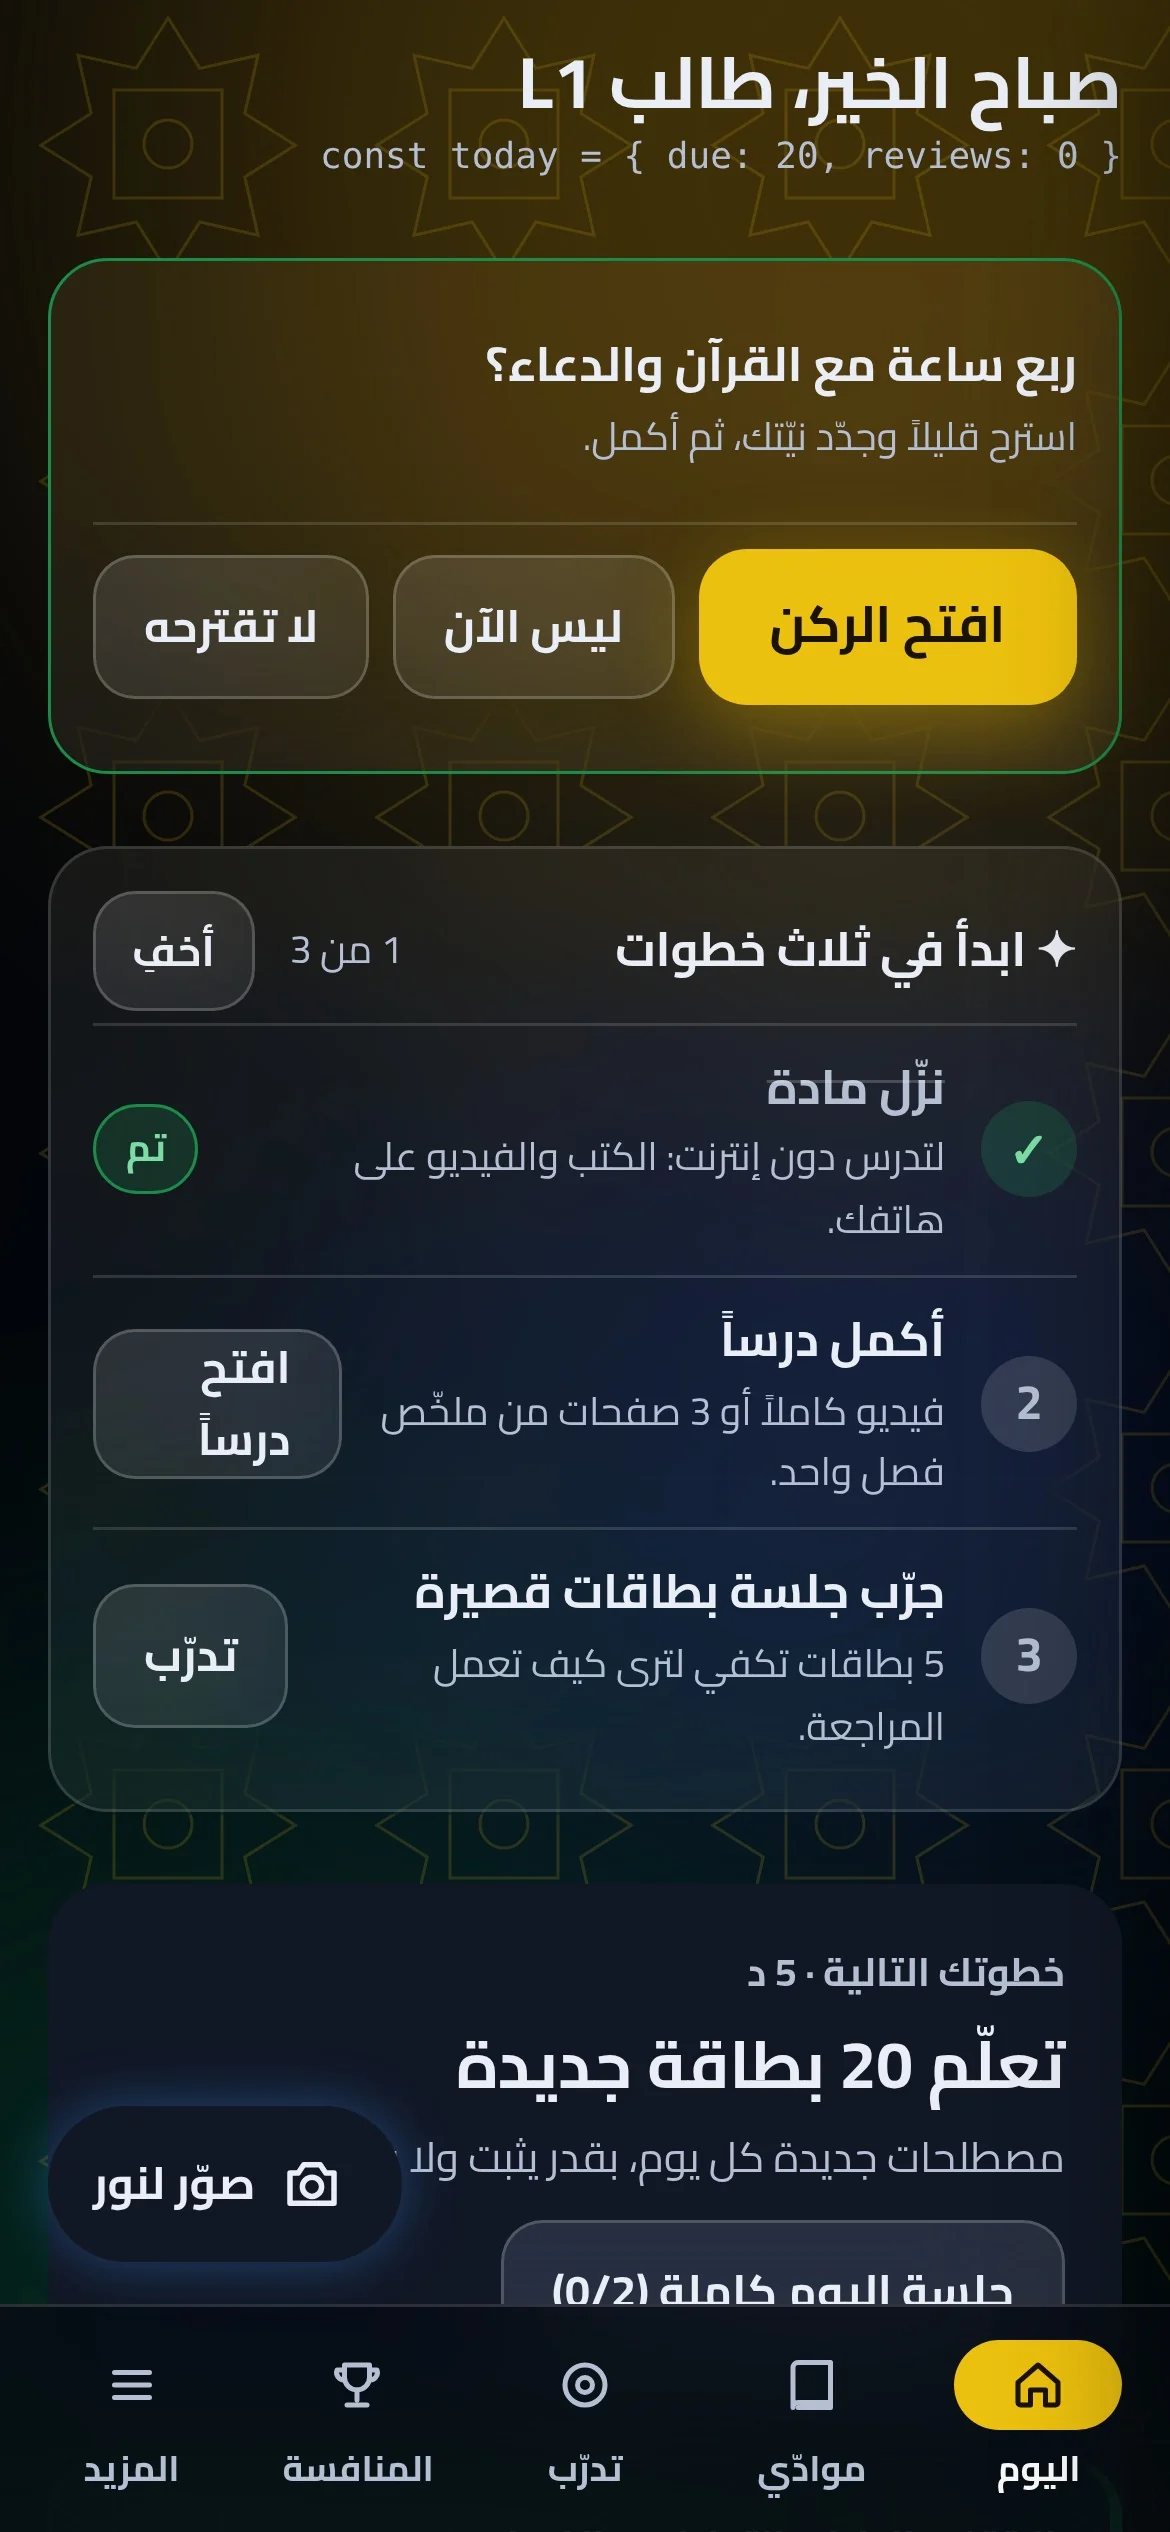 صباح الخير، طالب L1
const today = { due: 20, reviews: 0 }
ربع ساعة مع القرآن والدعاء؟
استرح قليلاً وجدّد نيّتك، ثم أكمل.
افتح الركن
ليس الآن
لا تقترحه
✦ ابدأ في ثلاث خطوات
1 من 3
أخفِ
✓
نزّل مادة
لتدرس دون إنترنت: الكتب والفيديو على
هاتفك.
تم
2
أكمل درساً
فيديو كاملاً أو 3 صفحات من ملخّص
فصل واحد.
افتح
درساً
3
جرّب جلسة بطاقات قصيرة
5 بطاقات تكفي لترى كيف تعمل
المراجعة.
تدرّب
خطوتك التالية · 5 د
تعلّم 20 بطاقة جديدة
مصطلحات جديدة كل يوم، بقدر يثبت ولا
صوّر لنور
جلسة اليوم كاملة (0/2)
اليوم
موادّي
تدرّب
المنافسة
المزيد